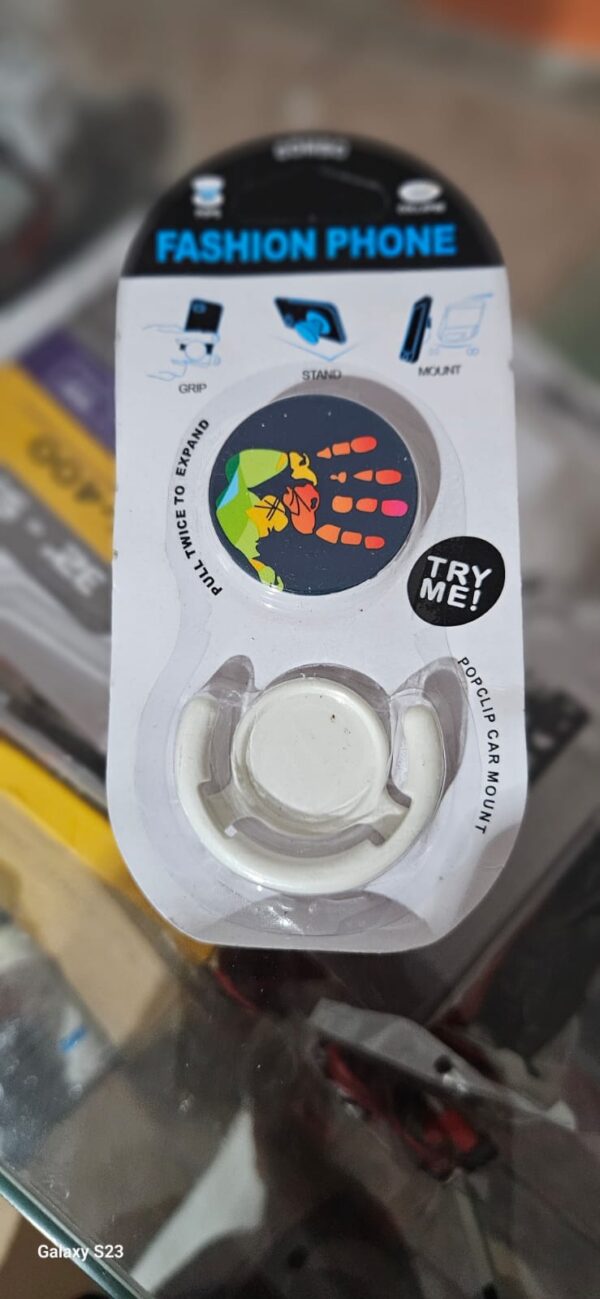 FASHION PHONE
GRIP
STAND
MOUNT
PULL TWICE TO EXPAND
TRY
ME!
POPCLIP CAR MOUNT
Galaxy S23